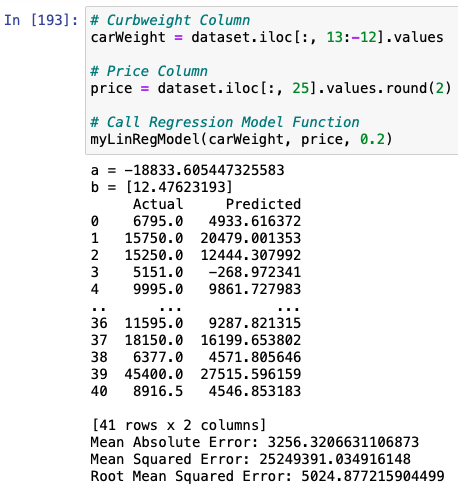 In [193]: # Curbweight Column
carWeight = dataset.iloc[:, 13:-12].values
# Price Column
price = dataset.iloc[:, 25].values.round(2)
# Call Regression Model Function
myLinRegModel(carWeight, price, 0.2)
a = -18833.605447325583
b = [12.47623193]
Actual Predicted
0 6795.0 4933.616372
1 15750.0 20479.001353
2 15250.0 12444.307992
3 5151.0 -268.972341
4 9995.0 9861.727983
.. ... ...
36 11595.0 9287.821315
37 18150.0 16199.653802
38 6377.0 4571.805646
39 45400.0 27515.596159
40 8916.5 4546.853183
[41 rows x 2 columns]
Mean Absolute Error: 3256.3206631106873
Mean Squared Error: 25249391.034916148
Root Mean Squared Error: 5024.877215904499